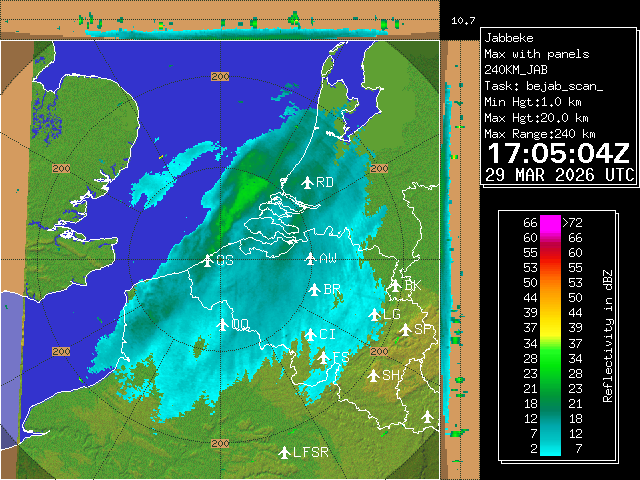 10.7
Jabbeke
Max with panels
240KM_JAB
Task: bejab_scan_
Min Hgt:1.0 km
Max Hgt:20.0 km
Max Range:240 km
17:05:04Z
29 MAR 2026 UTC
200
200
200
RD
OS
AW
BR
BK
LG
OQ
SP
CI
FS
200
200
SH
200
LFSR
66 >72
60 66
55 60
53 55
50 53
44 50
39 44
37 39
34 37
28 34
23 28
21 23
18 21
12 18
7 12
2 7
Reflectivity in dBZ